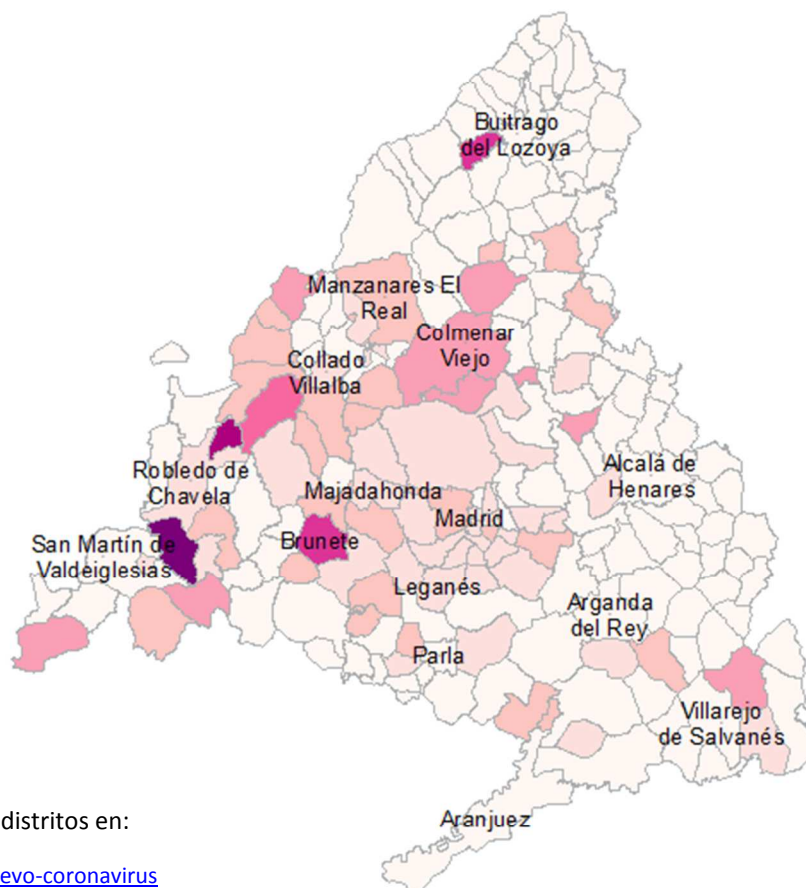 Buitrago
del Lozoya
Manzanares El
Real
Colmenar
Viejo
Collado
Villalba
Robledo de
Chavela
Majadahonda
Alcalá de
Henares
Madrid
San Martín de
Valdeiglesias
Brunete
Leganés
Arganda
del Rey
Parla
Villarejo
de Salvanés
Aranjuez
distritos en:
evo-coronavirus